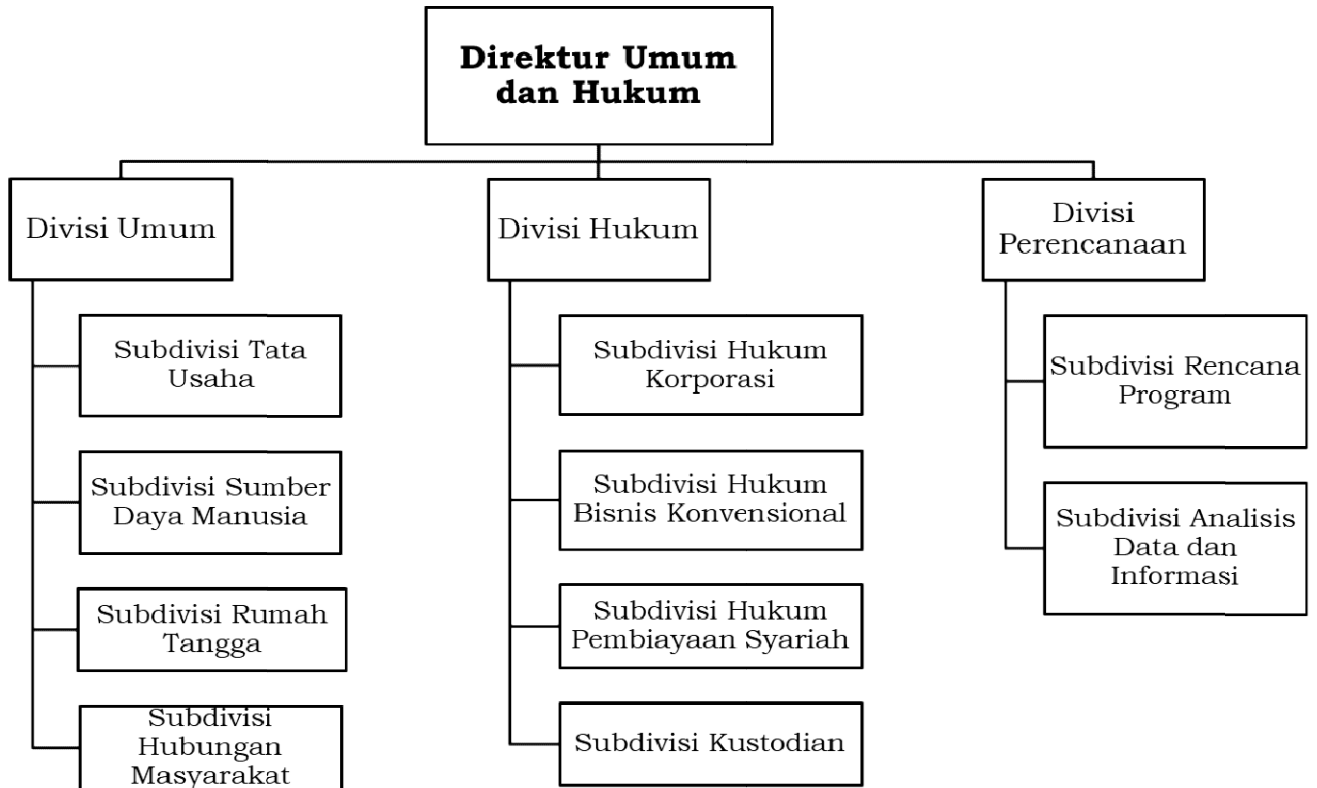 Direktur Umum
dan Hukum
Divisi Umum
Subdivisi Tata
Usaha
Subdivisi Sumber
Daya Manusia
Subdivisi Rumah
Tangga
Subdivisi
Hubungan
Masyarakat
Divisi Hukum
Subdivisi Hukum
Korporasi
Subdivisi Hukum
Bisnis Konvensional
Subdivisi Hukum
Pembiayaan Syariah
Subdivisi Kustodian
Divisi
Perencanaan
Subdivisi Rencana
Program
Subdivisi Analisis
Data dan
Informasi